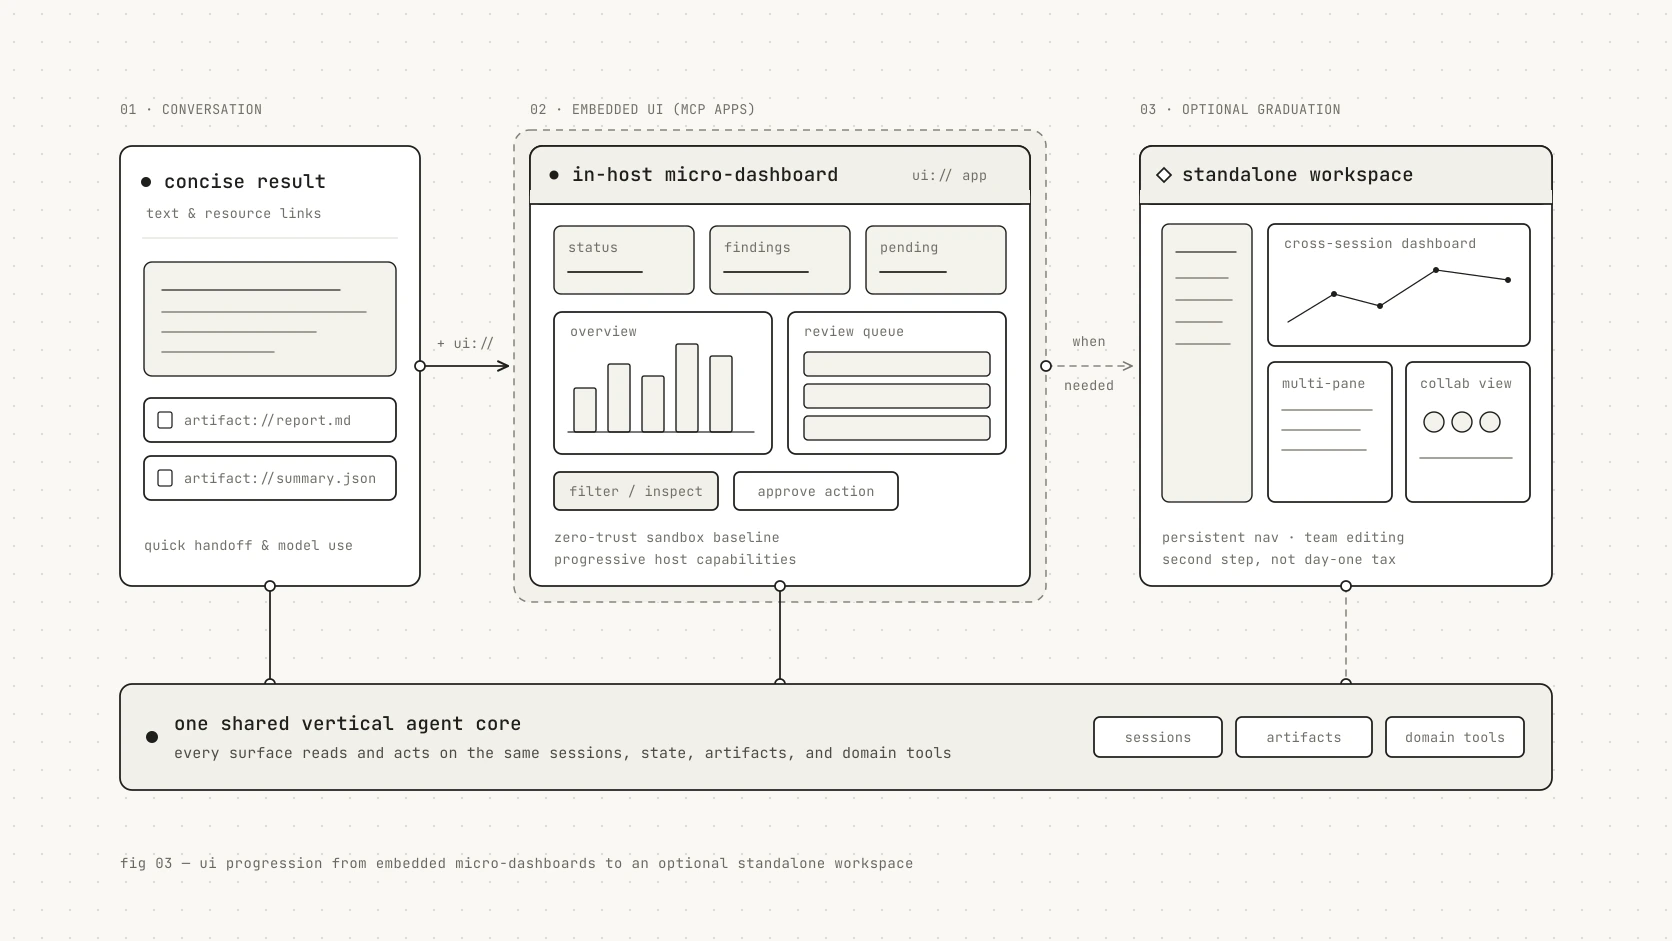 01 · CONVERSATION
02 · EMBEDDED UI (MCP APPS)
03 · OPTIONAL GRADUATION
concise result
text & resource links
artifact://report.md
artifact://summary.json
quick handoff & model use
+ ui://
in-host micro-dashboard
ui:// app
status
findings
pending
overview
review queue
filter / inspect
approve action
zero-trust sandbox baseline
progressive host capabilities
when
needed
standalone workspace
cross-session dashboard
multi-pane
collab view
persistent nav · team editing
second step, not day-one tax
one shared vertical agent core
every surface reads and acts on the same sessions, state, artifacts, and domain tools
sessions
artifacts
domain tools
fig 03 — ui progression from embedded micro-dashboards to an optional standalone workspace